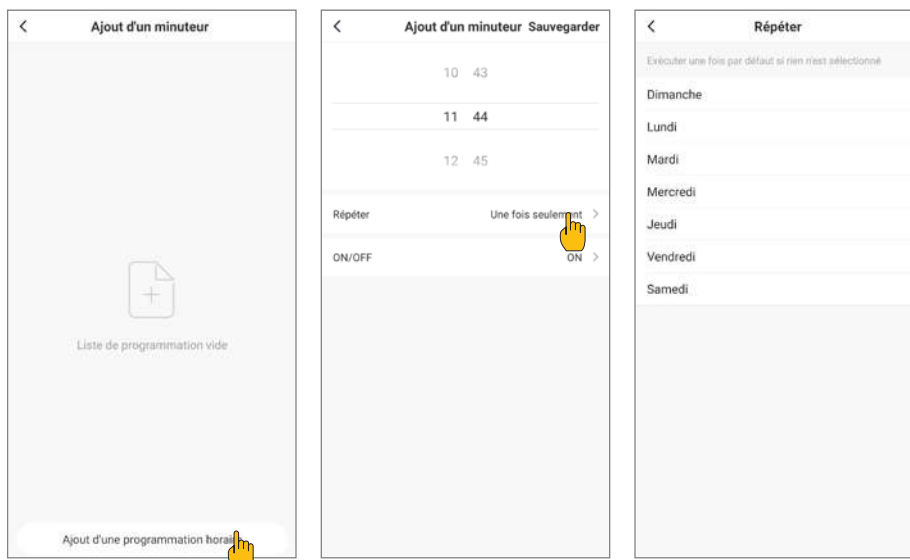 Ajout d'un minuteur
Liste de programmation vide
Ajout d'une programmation horaire
Ajout d'un minuteur Sauvegarder
10 43
11 44
12 45
Répéter Une fois seulement
ON/OFF ON
Répéter
Exécuter une fois par défaut si rien n'est sélectionné
Dimanche
Lundi
Mardi
Mercredi
Jeudi
Vendredi
Samedi